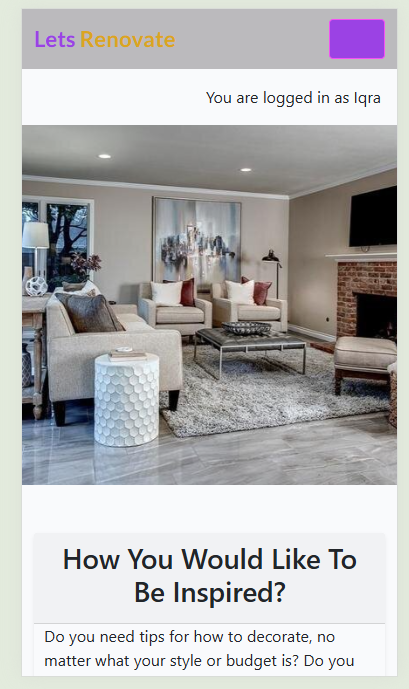 Lets Renovate
You are logged in as Iqra
How You Would Like To
Be Inspired?
Do you need tips for how to decorate, no
matter what your style or budget is? Do you